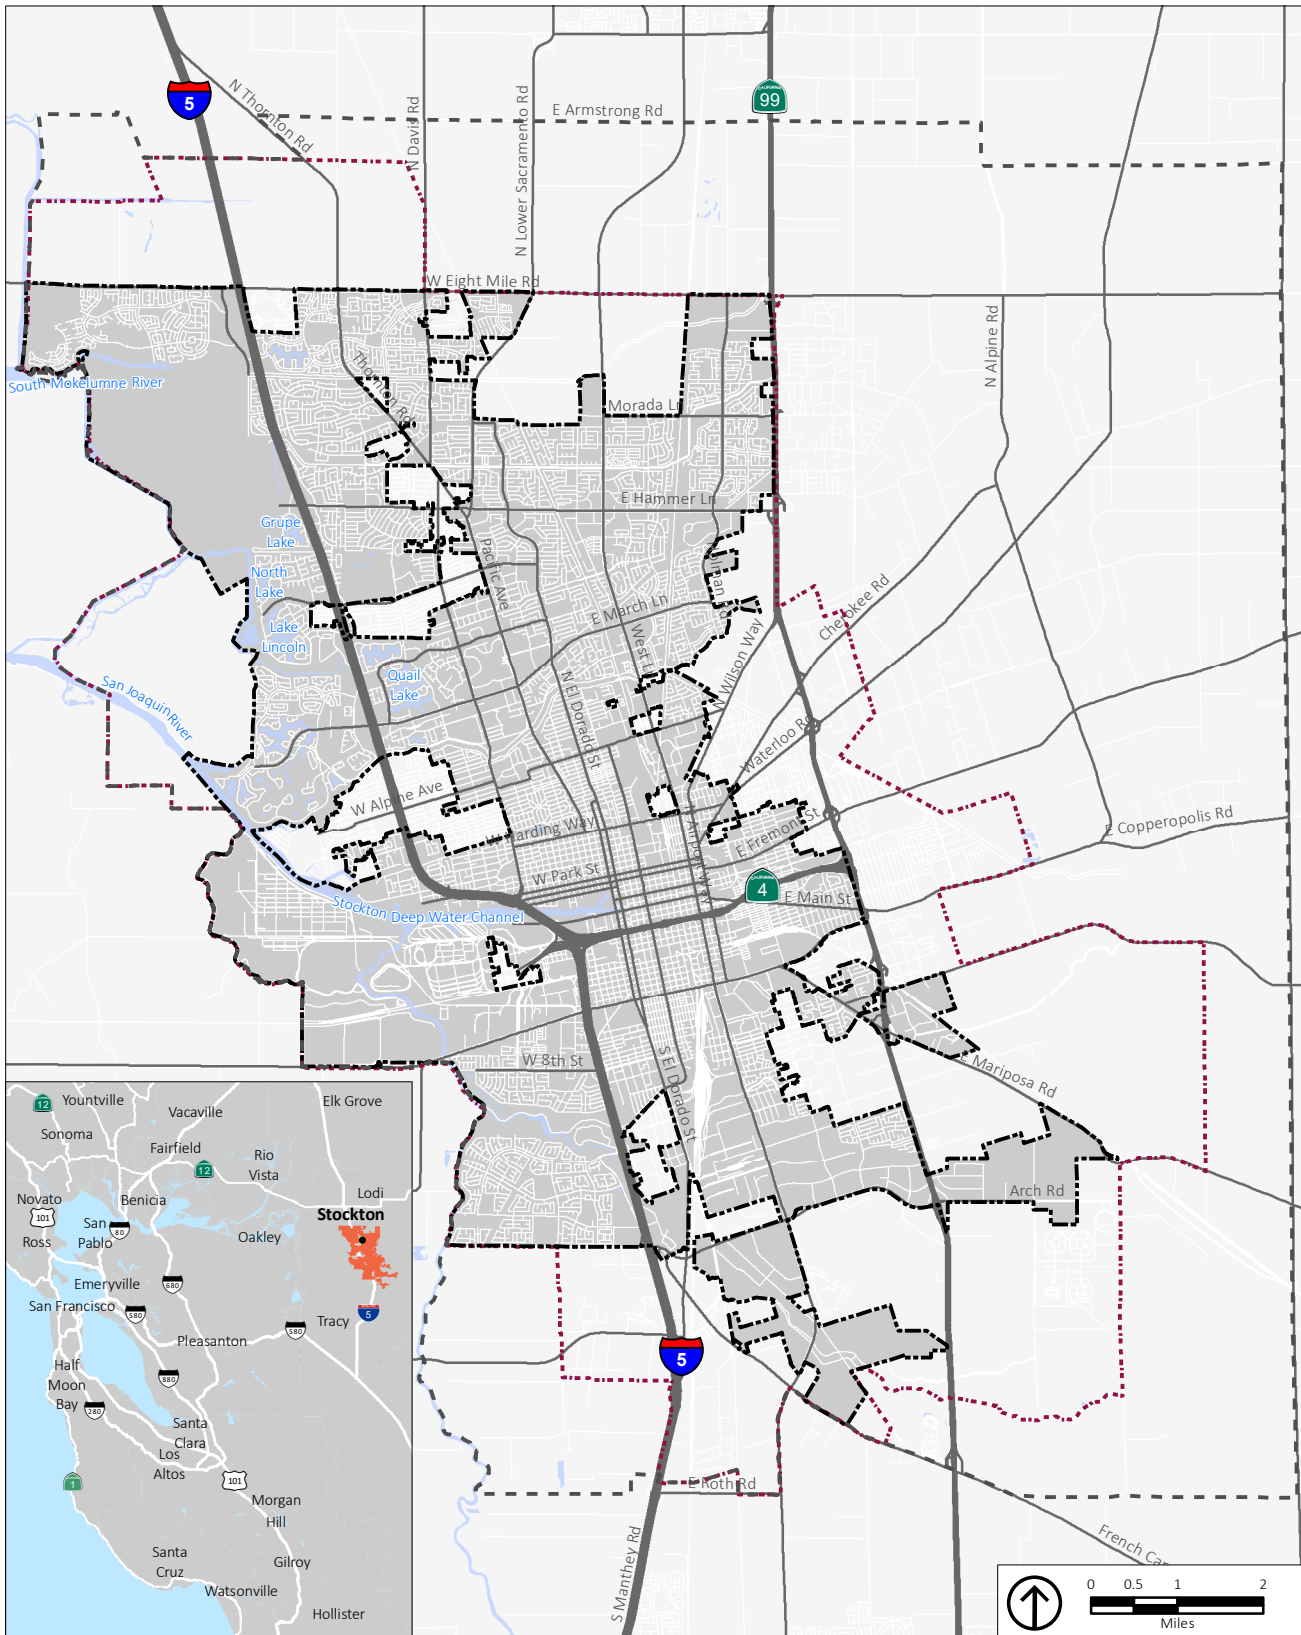 5
N Thornton Rd
N Davis Rd
N Lower Sacramento Rd
E Armstrong Rd
CALIFORNIA
99
W Eight Mile Rd
N Alpine Rd
South Mokelumne River
Thornton Rd
Morada Ln
E Hammer Ln
Grupe
Lake
North
Lake
Lake
Lincoln
Pacific Ave
E March Ln
West Ln
Cherokee Rd
N Wilson Way
Quail
Lake
San Joaquin River
N El Dorado St
Waterloo Rd
W Alpine Ave
W Harding Way
N Airport Way
E Fremont St
E Copperopolis Rd
W Park St
CALIFORNIA
4
E Main St
Stockton Deep Water Channel
W 8th St
S El Dorado St
E Mariposa Rd
Arch Rd
5
E Roth Rd
S Manthey Rd
12
Yountville
Vacaville
Elk Grove
Sonoma
Fairfield
12
Rio
Vista
Novato
101
Benicia
Lodi
Stockton
San
Pablo
80
Ross
Oakley
Emeryville
680
San Francisco
580
Tracy
5
580
Pleasanton
Half
Moon
Bay
880
280
Santa
Clara
Los
Altos
1
101
Morgan
Hill
Santa
Cruz
Gilroy
Watsonville
Hollister
0 0.5 1 2
Miles